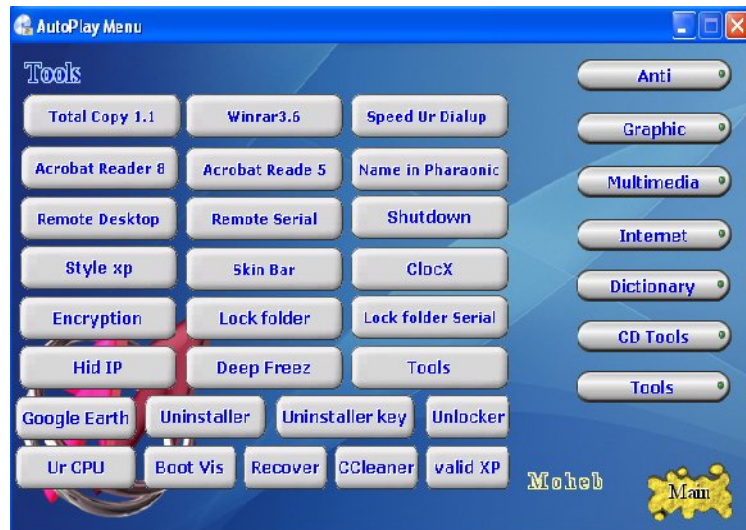 AutoPlay Menu
Tools
Total Copy 1.1 Winrar3.6 Speed Ur Dialup
Acrobat Reader 8 Acrobat Reade 5 Name in Pharaonic
Remote Desktop Remote Serial Shutdown
Style xp Skin Bar ClocX
Encryption Lock folder Lock folder Serial
Hid IP Deep Freez Tools
Google Earth Uninstaller Uninstaller key Unlocker
Ur CPU Boot Vis Recover CCleaner valid XP
Anti
Graphic
Multimedia
Internet
Dictionary
CD Tools
Tools
Moheb
Main